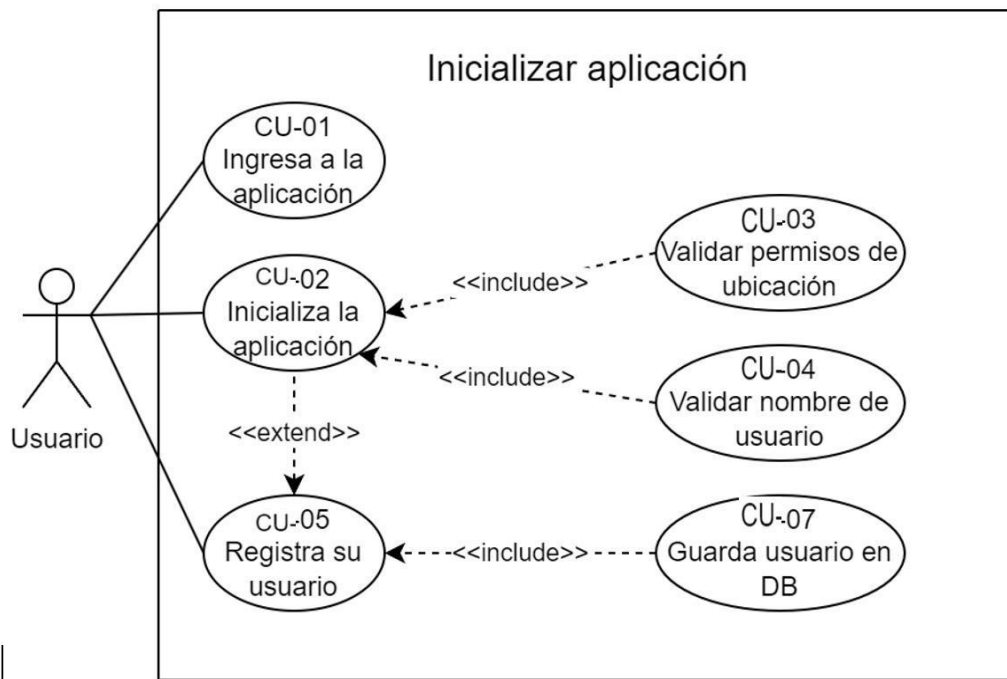 Inicializar aplicación
CU-01
Ingresa a la
aplicación
CU-02
Inicializa la
aplicación
<<include>>
CU-03
Validar permisos de
ubicación
<<include>>
CU-04
Validar nombre de
usuario
Usuario
<<extend>>
CU-05
Registra su
usuario
<<include>>
CU-07
Guarda usuario en
DB